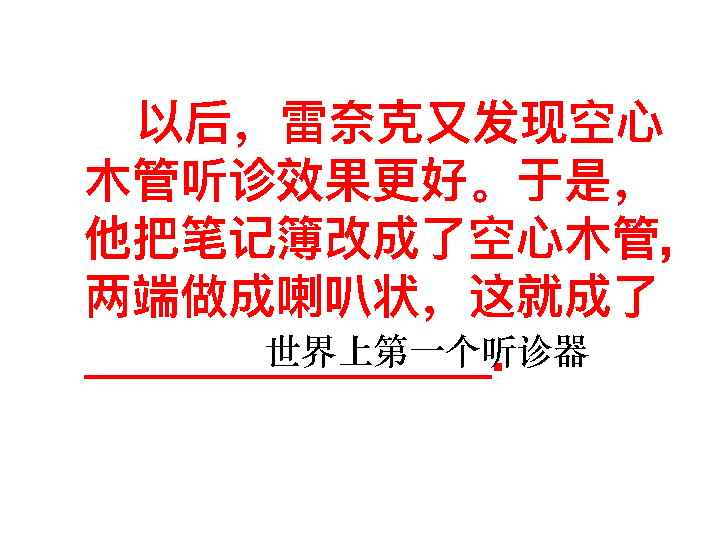 以后，雷奈克又发现空心
木管听诊效果更好。于是，
他把笔记簿改成了空心木管，
两端做成喇叭状，这就成了
世界上第一个听诊器.